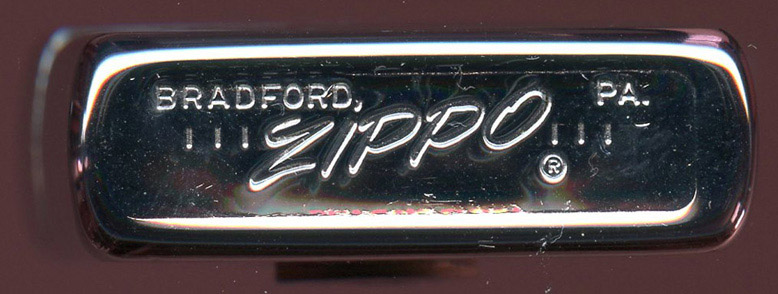 BRADFORD, PA.
||| ZIPPO |||
®